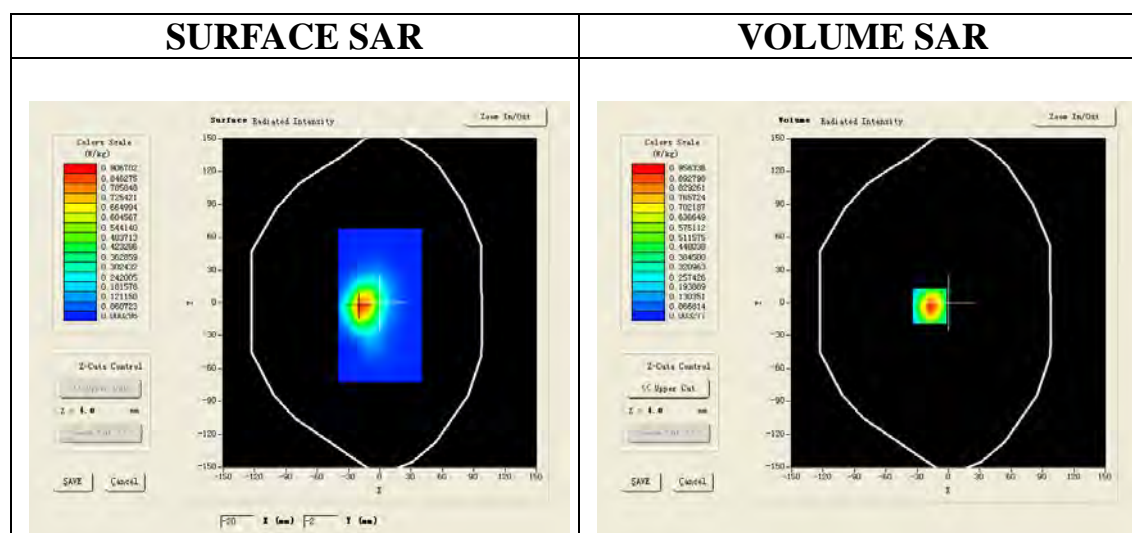 SURFACE SAR
VOLUME SAR
Surface Radiated Intensity
Zoom In/Out
Colors Scale
(W/kg)
0.906702
0.846275
0.785848
0.725421
0.664994
0.604567
0.544140
0.483713
0.423286
0.362859
0.302432
0.242005
0.181578
0.121150
0.060723
0.000296
150
120
90
60
30
0
-30
-60
-90
-120
-150
Y
-150 -120 -90 -60 -30 0 30 60 90 120 150
X
Z-Cuts Control
<< Upper Cut
Z = 4.0 mm
SAVE
Cancel
-20 X (mm) -2 Y (mm)
Volume Radiated Intensity
Zoom In/Out
Colors Scale
(W/kg)
0.956336
0.892798
0.829261
0.765724
0.702187
0.638649
0.575112
0.511575
0.448038
0.384500
0.320963
0.257426
0.193889
0.130351
0.066814
0.003277
150
120
90
60
30
0
-30
-60
-90
-120
-150
Y
-150 -120 -90 -60 -30 0 30 60 90 120 150
X
Z-Cuts Control
<< Upper Cut
Z = 4.0 mm
SAVE
Cancel